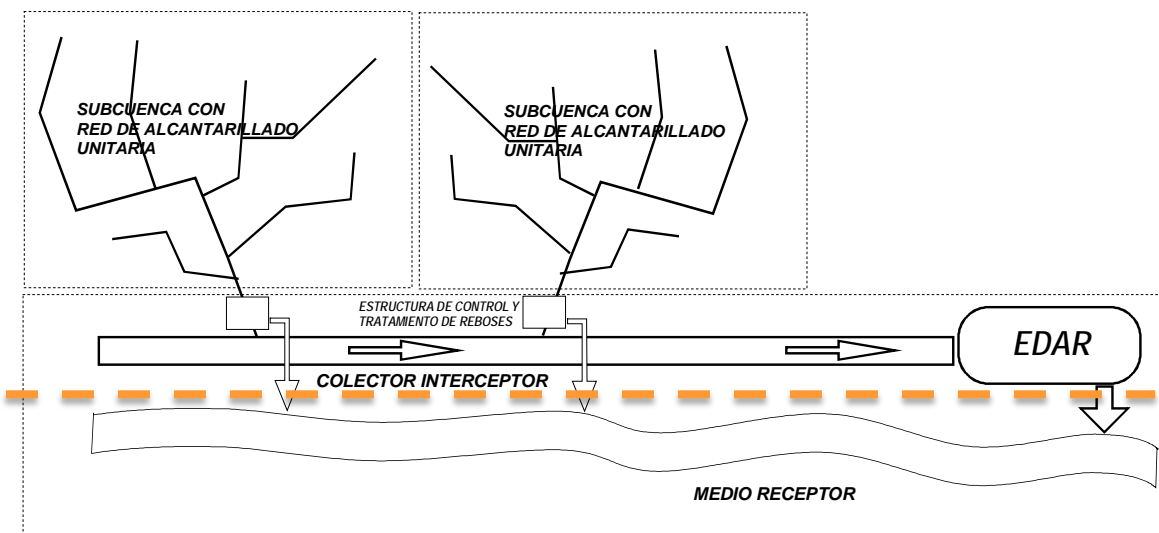 SUBCUENCA CON
RED DE ALCANTARILLADO
UNITARIA
SUBCUENCA CON
RED DE ALCANTARILLADO
UNITARIA
ESTRUCTURA DE CONTROL Y
TRATAMIENTO DE REBOSES
EDAR
COLECTOR INTERCEPTOR
MEDIO RECEPTOR